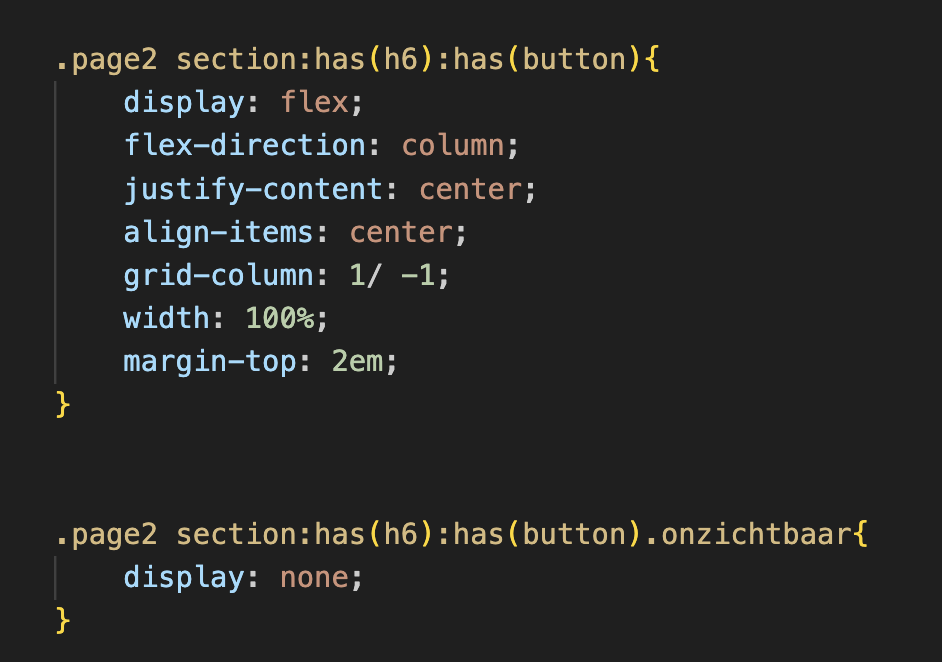 .page2 section:has(h6):has(button){
    display: flex;
    flex-direction: column;
    justify-content: center;
    align-items: center;
    grid-column: 1/ -1;
    width: 100%;
    margin-top: 2em;
}
.page2 section:has(h6):has(button).onzichtbaar{
    display: none;
}